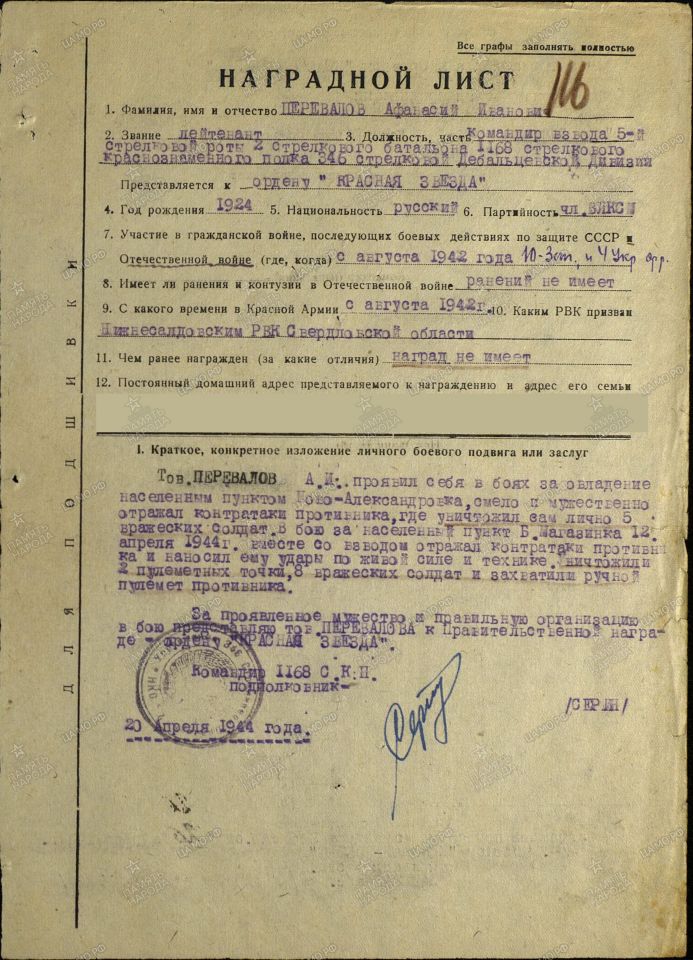 Все графы заполнять полностью
116
НАГРАДНОЙ ЛИСТ
1. Фамилия, имя и отчество ПЕРЕВАЛОВ Афанасий Иванович
2. Звание лейтенант 3. Должность, часть Командир взвода 5-й
стрелковой роты 2 стрелкового батальона 1168 стрелкового
краснознаменного полка 346 стрелковой Дебальцевской Дивизии
Представляется к ордену "КРАСНАЯ ЗВЕЗДА"
4. Год рождения 1924 5. Национальность русский 6. Партийность чл.ВЛКСМ
7. Участие в гражданской войне, последующих боевых действиях по защите СССР и
Отечественной войне (где, когда) с августа 1942 года и 4 Укр фр.
8. Имеет ли ранения и контузии в Отечественной войне ранений не имеет
9. С какого времени в Красной Армии с августа 1942г. 10. Каким РВК призван
Нижнесалдовским РВК Свердловской области
11. Чем ранее награжден (за какие отличия) наград не имеет
12. Постоянный домашний адрес представляемого к награждению и адрес его семьи
I. Краткое, конкретное изложение личного боевого подвига или заслуг
Тов. ПЕРЕВАЛОВ А.И. проявил себя в боях за овладение
населенным пунктом Ново-Александровка, смело и мужественно
отражал контратаки противника, где уничтожил сам лично 5
вражеских солдат. В бою за населенный пункт Б. Магазинка 12.
апреля 1944г. вместе со взводом отражал контратаки противни
ка и наносил ему удары по живой силе и технике. Уничтожили
2 пулеметных точки, 8 вражеских солдат и захватили ручной
пулемет противника.
За проявленное мужество и правильную организацию
в бою представляю тов. ПЕРЕВАЛОВА к Правительственной награ-
де - ордену "КРАСНАЯ ЗВЕЗДА".
Командир 1168 С.К.П.
подполковник-
/СЕРИН/
20 Апреля 1944 года.
ДЛЯ ПОДШИВКИ
ПАМЯТЬ НАРОДА
ЦАМО.РФ